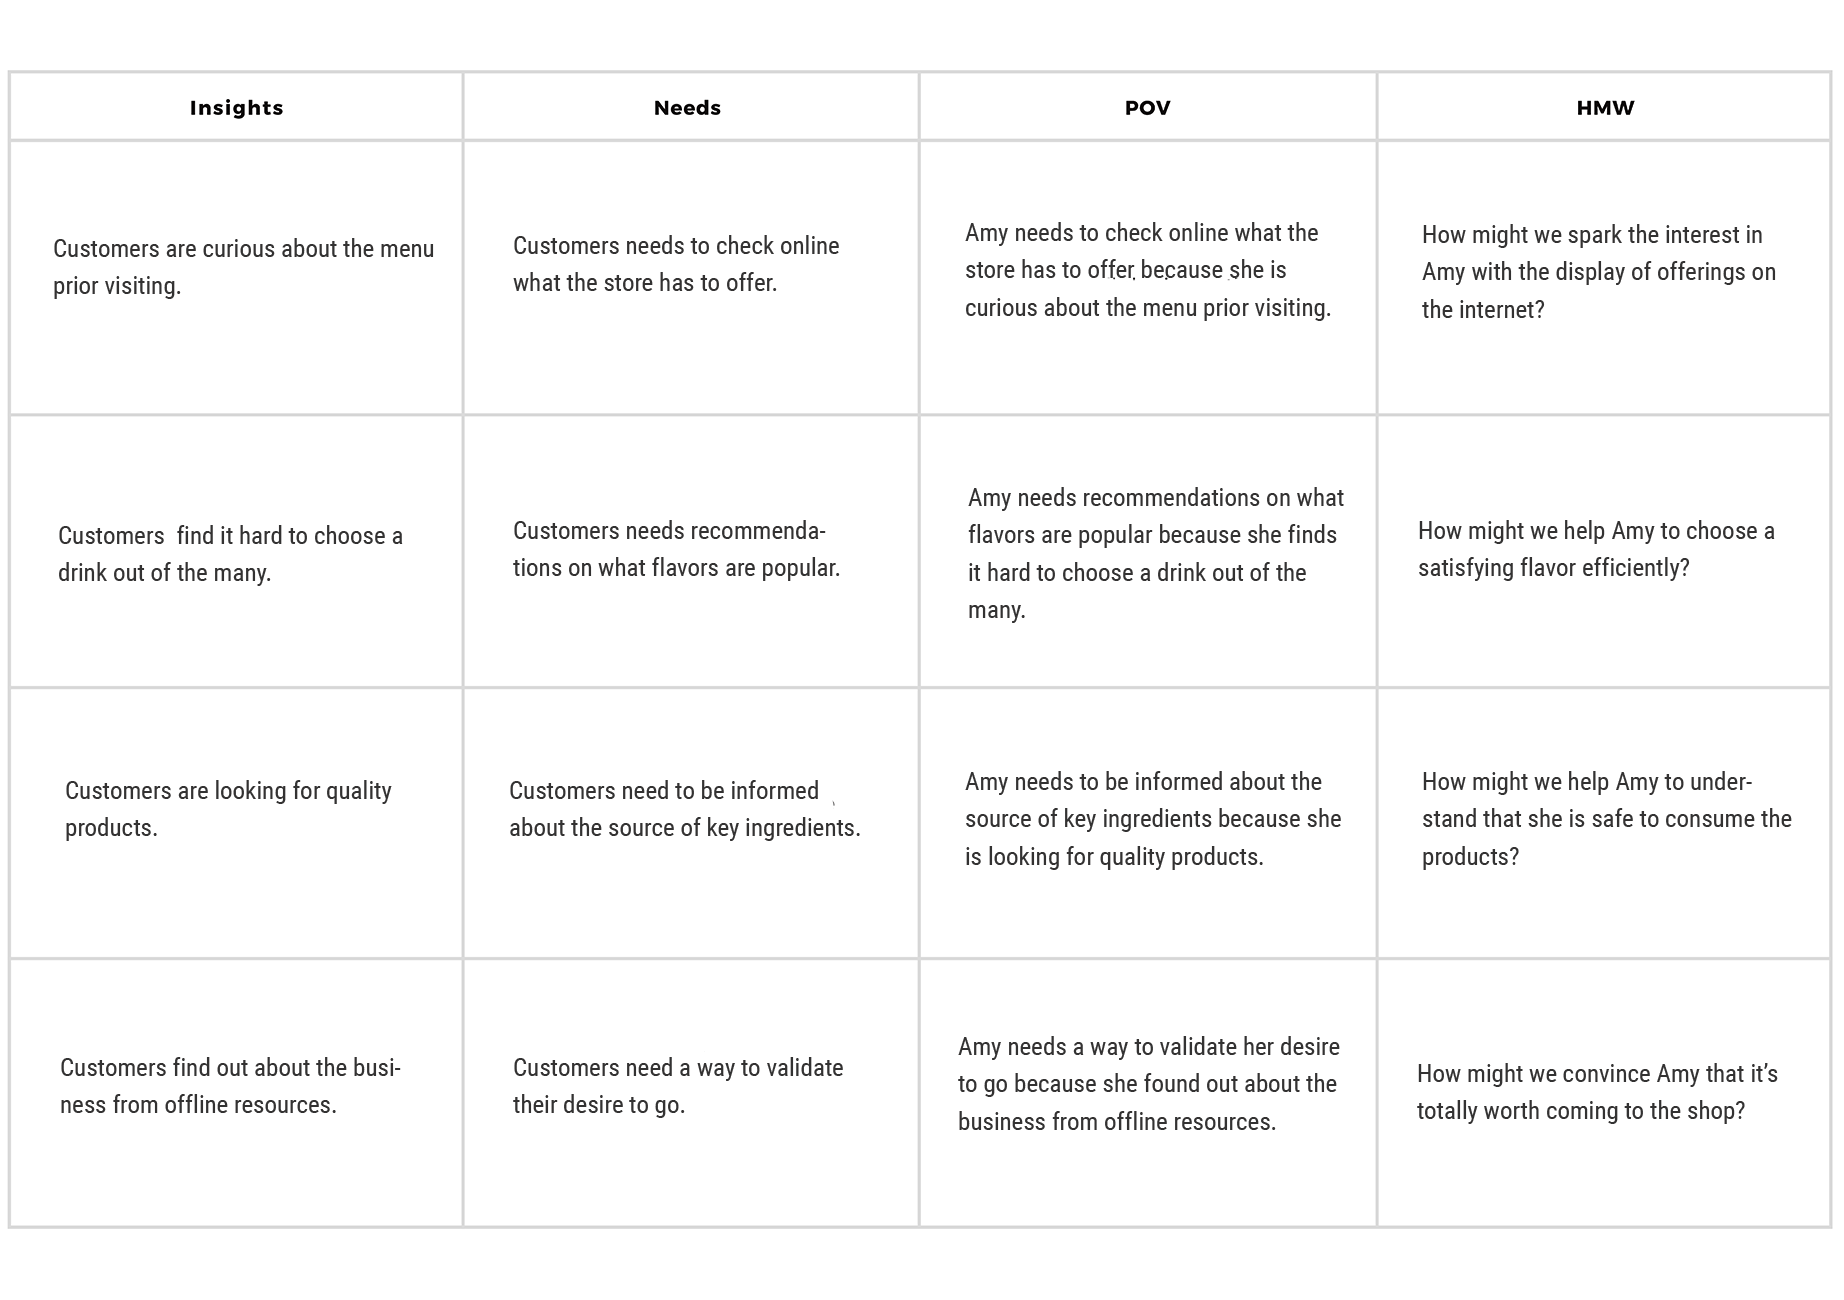 Insights
Needs
POV
HMW
Customers are curious about the menu
prior visiting.
Customers needs to check online
what the store has to offer.
Amy needs to check online what the
store has to offer, because she is
curious about the menu prior visiting.
How might we spark the interest in
Amy with the display of offerings on
the internet?
Customers  find it hard to choose a
drink out of the many.
Customers needs recommenda-
tions on what flavors are popular.
Amy needs recommendations on what
flavors are popular because she finds
it hard to choose a drink out of the
many.
How might we help Amy to choose a
satisfying flavor efficiently?
Customers are looking for quality
products.
Customers need to be informed
about the source of key ingredients.
Amy needs to be informed about the
source of key ingredients because she
is looking for quality products.
How might we help Amy to under-
stand that she is safe to consume the
products?
Customers find out about the busi-
ness from offline resources.
Customers need a way to validate
their desire to go.
Amy needs a way to validate her desire
to go because she found out about the
business from offline resources.
How might we convince Amy that it’s
totally worth coming to the shop?